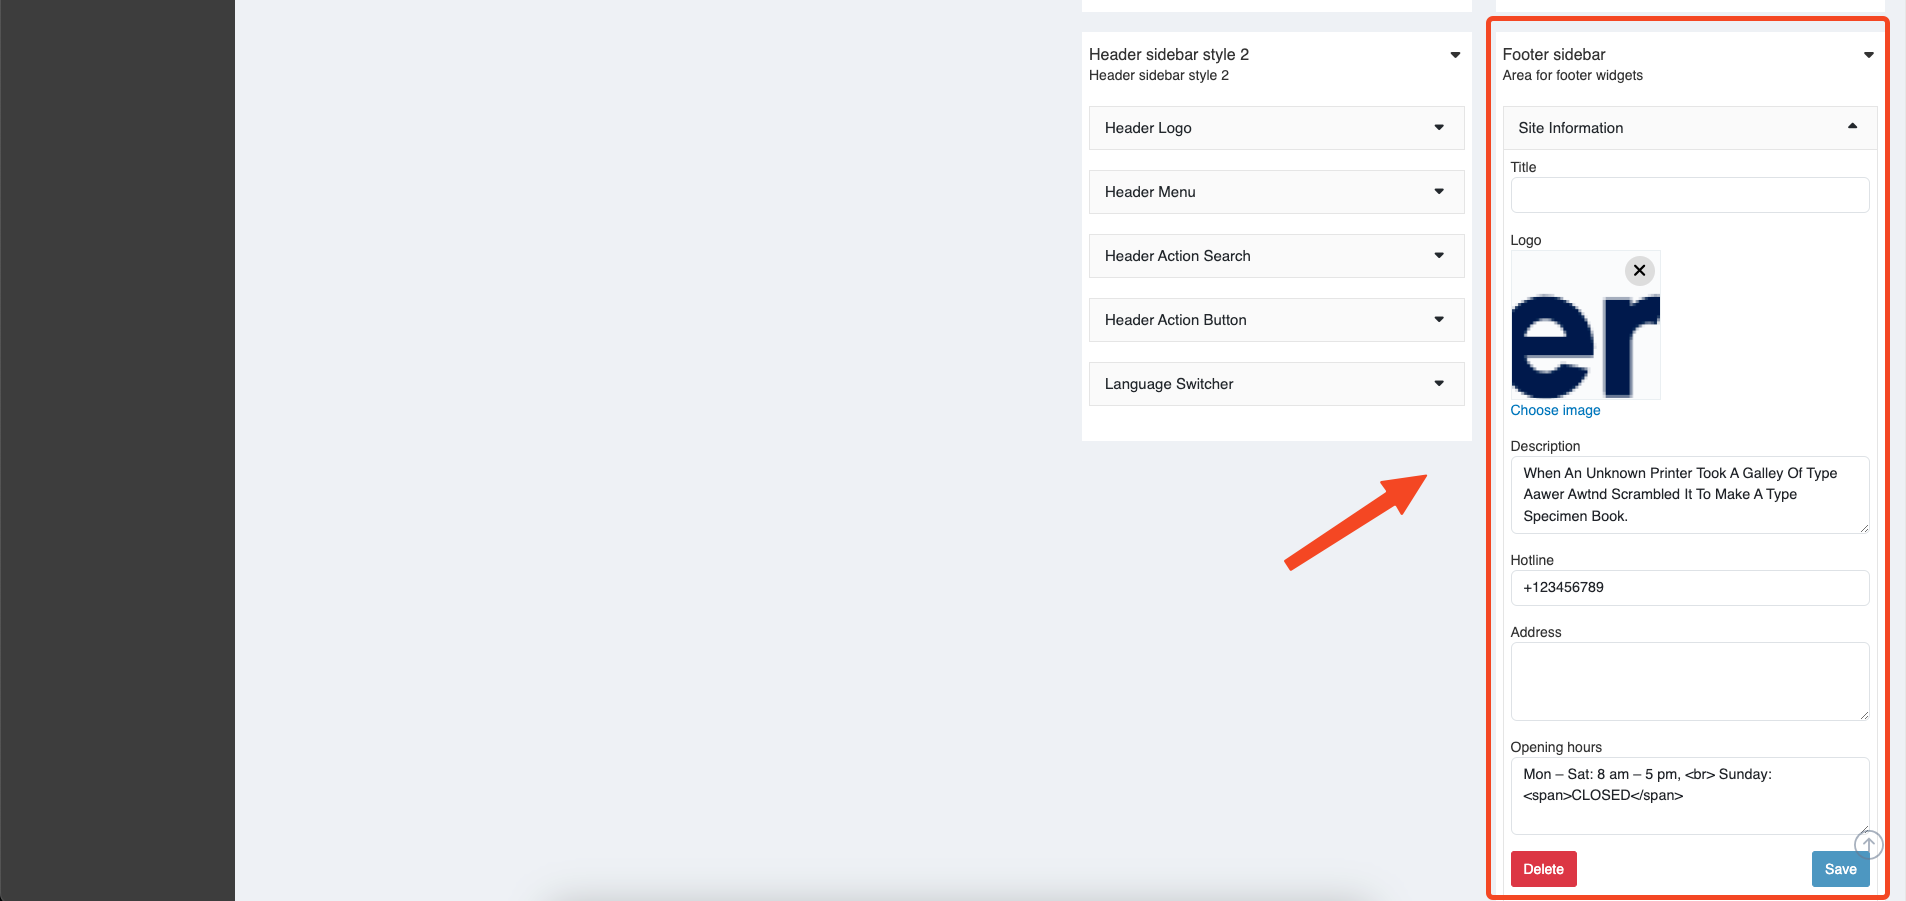 Header sidebar style 2
Header sidebar style 2
Header Logo
Header Menu
Header Action Search
Header Action Button
Language Switcher
Footer sidebar
Area for footer widgets
Site Information
Title
Logo
er
Choose image
Description
When An Unknown Printer Took A Galley Of Type
Aawer Awtnd Scrambled It To Make A Type
Specimen Book.
Hotline
+123456789
Address
Opening hours
Mon – Sat: 8 am – 5 pm, <br> Sunday:
<span>CLOSED</span>
Delete
Save